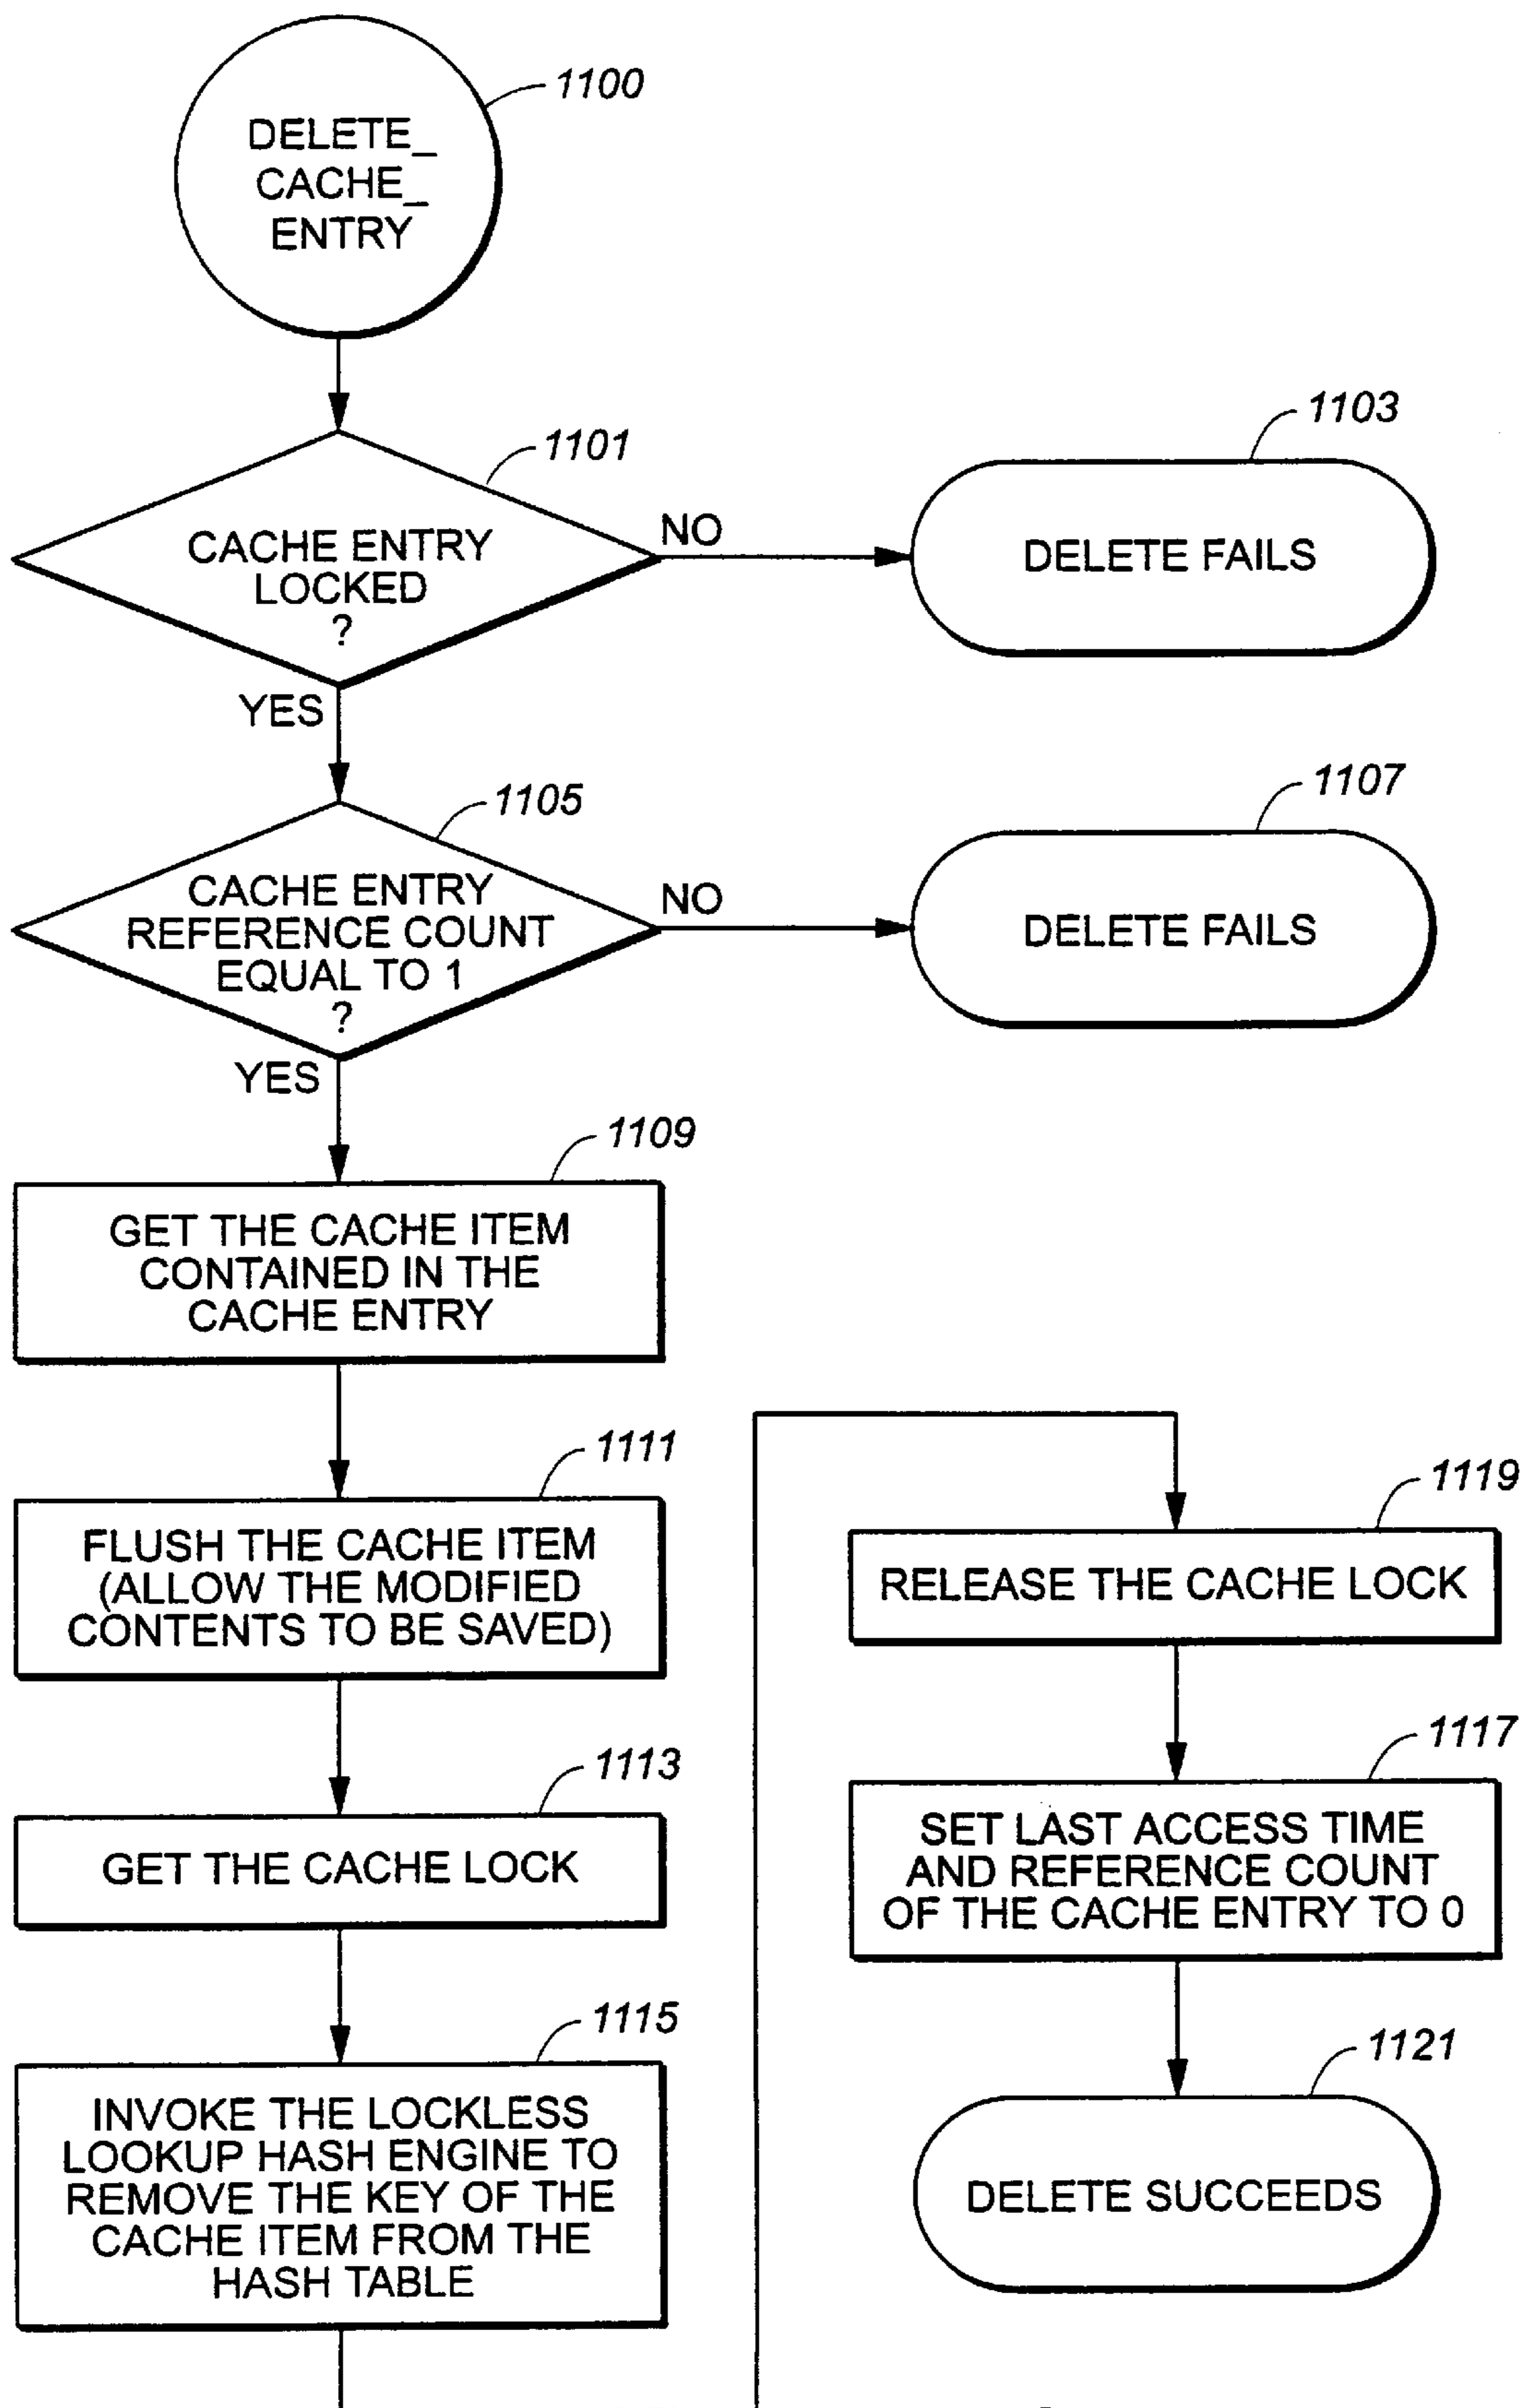 1100
DELETE_
CACHE_
ENTRY
1101
CACHE ENTRY
LOCKED
?
NO
YES
1103
DELETE FAILS
1105
CACHE ENTRY
REFERENCE COUNT
EQUAL TO 1
?
NO
YES
1107
DELETE FAILS
1109
GET THE CACHE ITEM
CONTAINED IN THE
CACHE ENTRY
1111
FLUSH THE CACHE ITEM
(ALLOW THE MODIFIED
CONTENTS TO BE SAVED)
1113
GET THE CACHE LOCK
1115
INVOKE THE LOCKLESS
LOOKUP HASH ENGINE TO
REMOVE THE KEY OF THE
CACHE ITEM FROM THE
HASH TABLE
1119
RELEASE THE CACHE LOCK
1117
SET LAST ACCESS TIME
AND REFERENCE COUNT
OF THE CACHE ENTRY TO 0
1121
DELETE SUCCEEDS